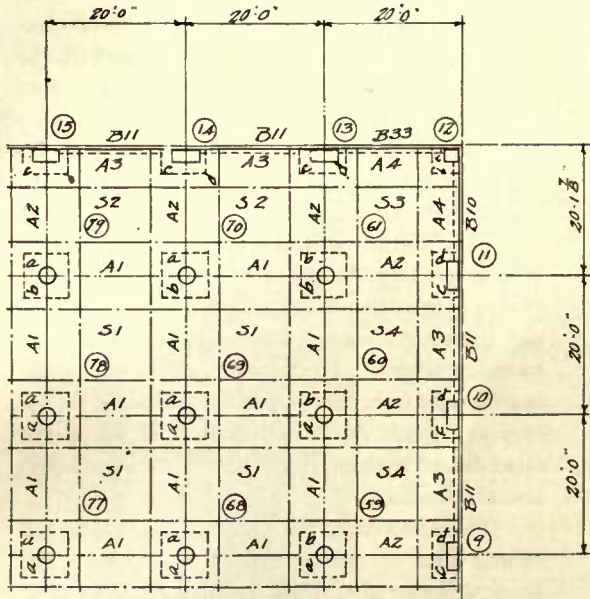 20'-0" 20'-0" 20'-0"
15 B11 14 B11 13 B33 12
c d c d c d c
A3 A3 A4
A2 S2 A2 S2 A2 S3 A4 B10 20'-1 7/8"
79 70 61
11
a a b d
A1 A1 A2
b b b c
A1 S1 A1 S1 A1 S4 A3 B11 20'-0"
78 69 60
10
a a b d
A1 A1 A2
a a a c
A1 S1 A1 S1 A1 S4 A3 B11 20'-0"
77 68 59
9
a a b d
A1 A1 A2
a a a c